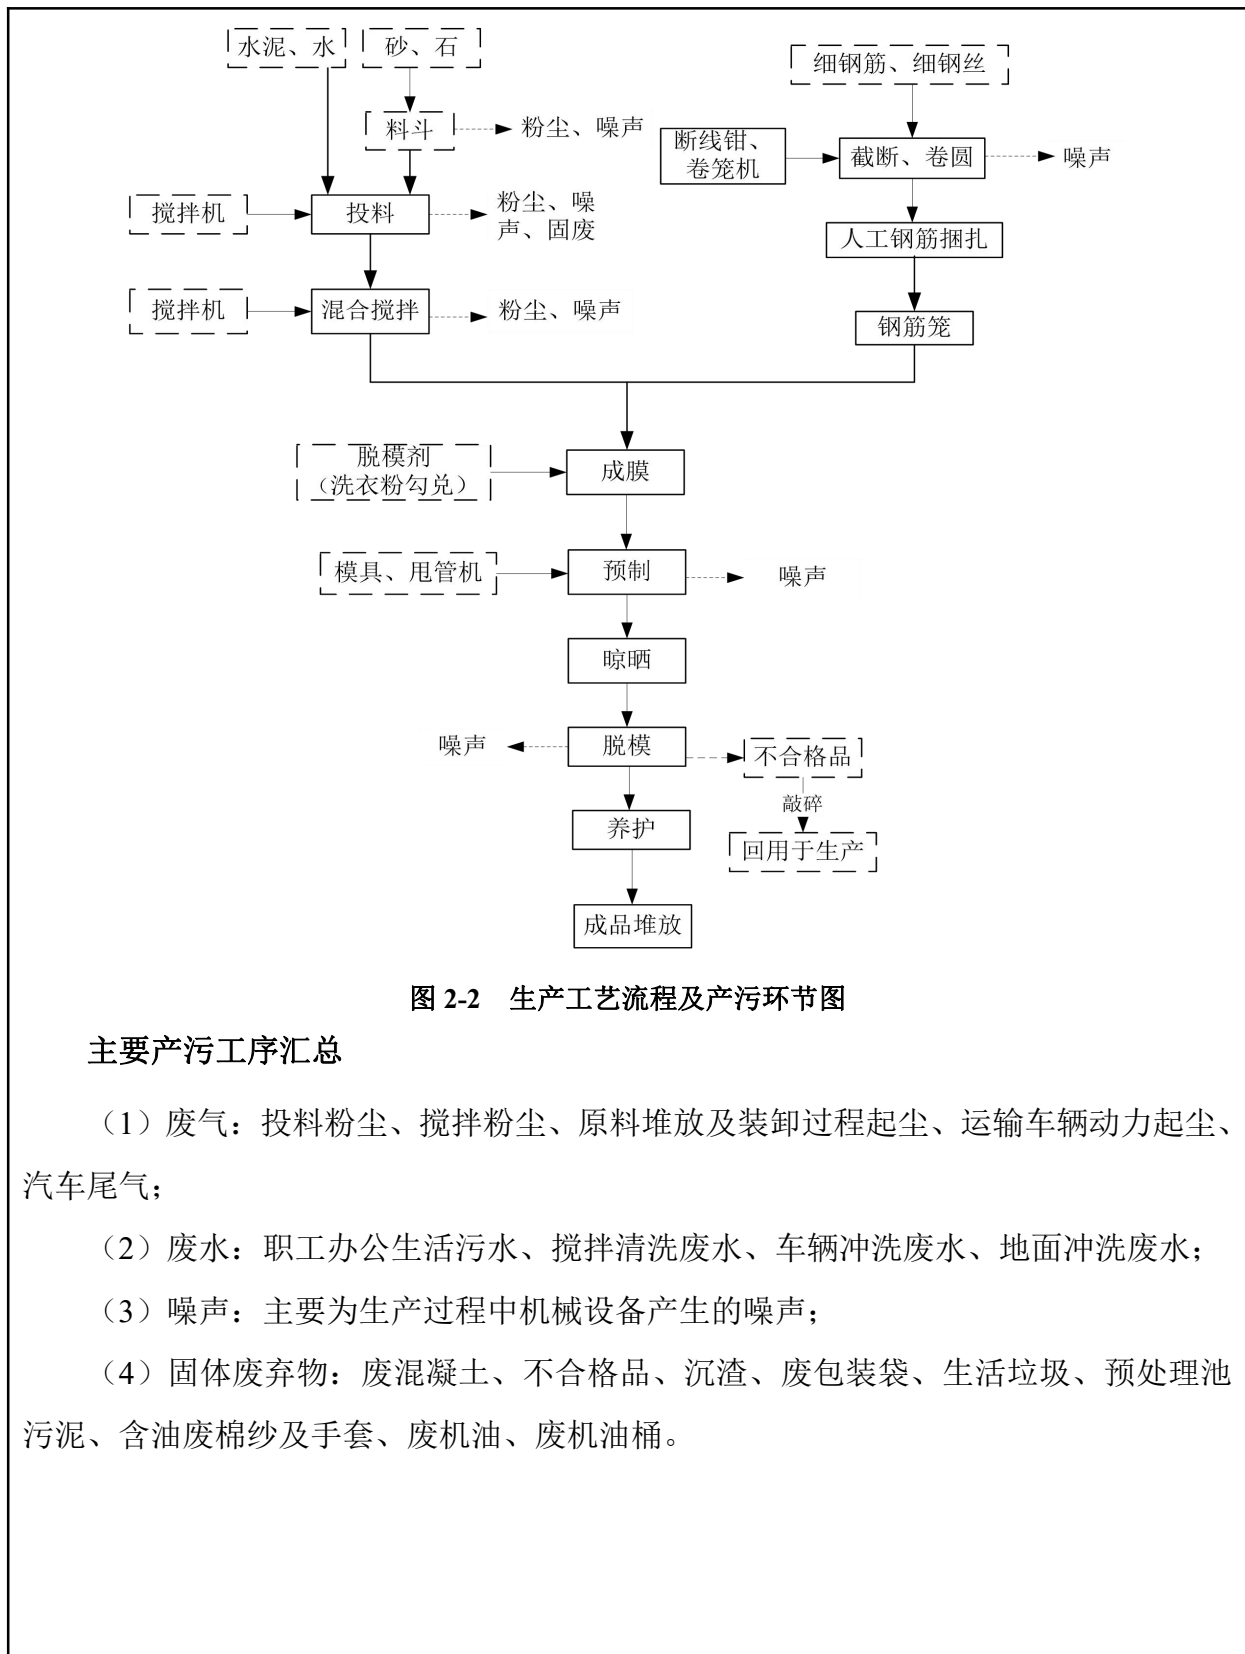 水泥、水
砂、石
细钢筋、细钢丝
料斗
粉尘、噪声
断线钳、
卷笼机
截断、卷圆
噪声
搅拌机
投料
粉尘、噪
声、固废
人工钢筋捆扎
搅拌机
混合搅拌
粉尘、噪声
钢筋笼
脱模剂
（洗衣粉勾兑）
成膜
模具、甩管机
预制
噪声
晾晒
噪声
脱模
不合格品
敲碎
养护
回用于生产
成品堆放
图 2-2 生产工艺流程及产污环节图
主要产污工序汇总
（1）废气：投料粉尘、搅拌粉尘、原料堆放及装卸过程起尘、运输车辆动力起尘、
汽车尾气；
（2）废水：职工办公生活污水、搅拌清洗废水、车辆冲洗废水、地面冲洗废水；
（3）噪声：主要为生产过程中机械设备产生的噪声；
（4）固体废弃物：废混凝土、不合格品、沉渣、废包装袋、生活垃圾、预处理池
污泥、含油废棉纱及手套、废机油、废机油桶。